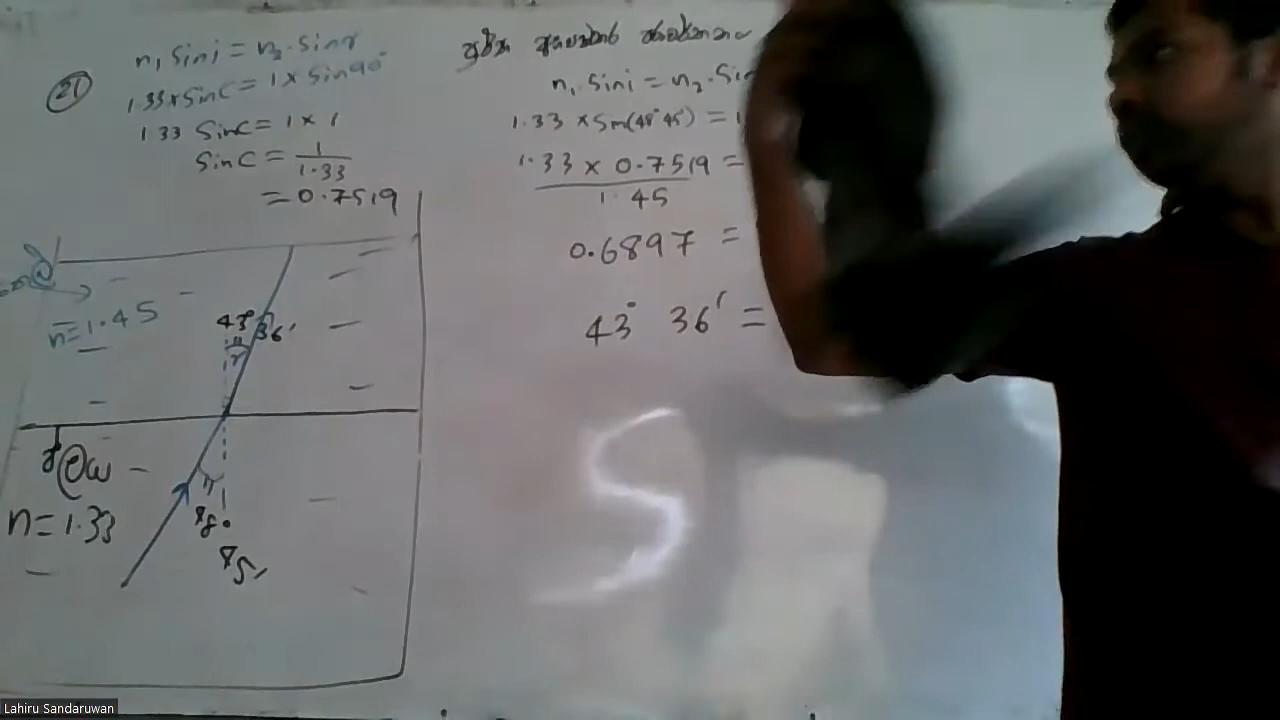 21
n₁ sini = n₂. sinr
1.33×sinC = 1 × sin90°
1.33 sinC = 1 × 1
sinC = 1/1.33
= 0.7519
n₁. sini = n₂.
1.33 × sin(48° 45') =
1.33 × 0.7519 =
1.45
0.6897 =
43° 36' =
n=1.45
43°
36'
r
n=1.33
48°
45'
Lahiru Sandaruwan